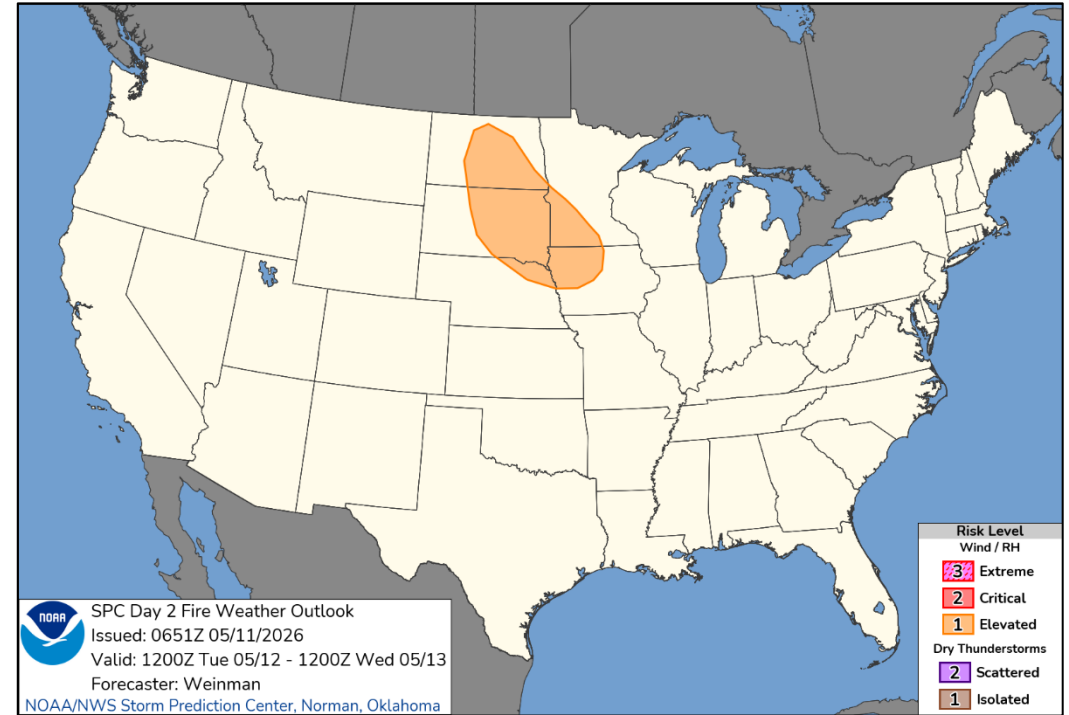 Risk Level
Wind / RH
3 Extreme
2 Critical
1 Elevated
Dry Thunderstorms
2 Scattered
1 Isolated
NOAA
SPC Day 2 Fire Weather Outlook
Issued: 0651Z 05/11/2026
Valid: 1200Z Tue 05/12 - 1200Z Wed 05/13
Forecaster: Weinman
NOAA/NWS Storm Prediction Center, Norman, Oklahoma